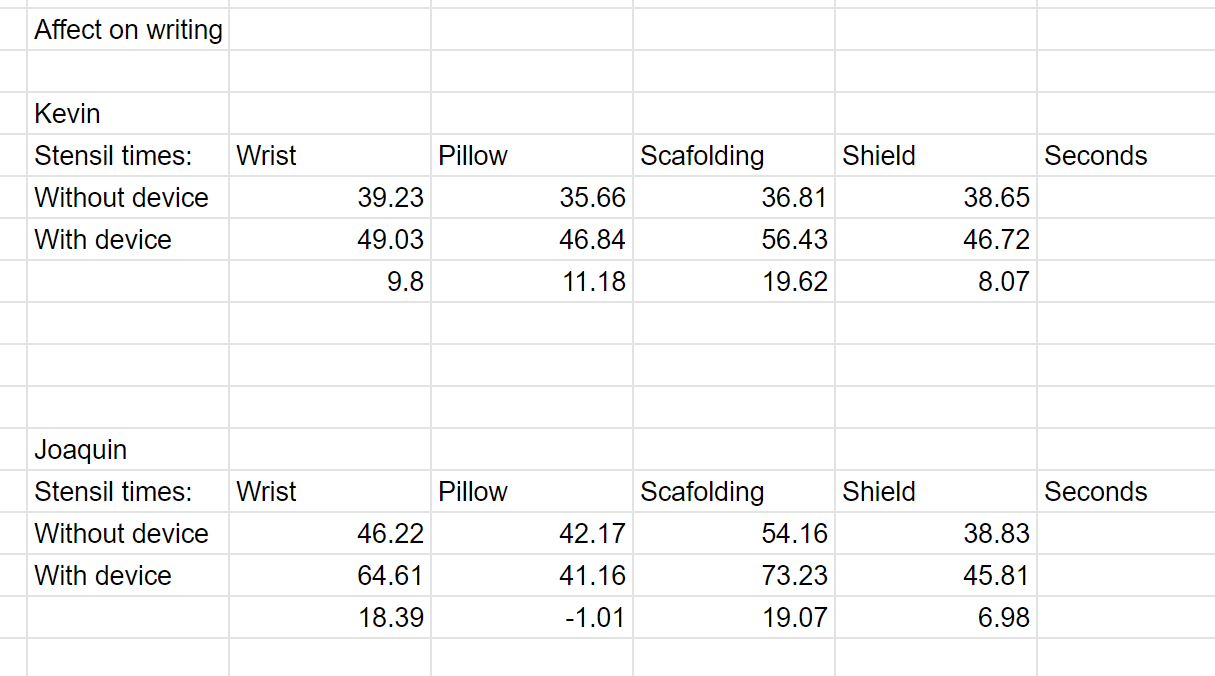 Affect on writing
Kevin
Stensil times: Wrist Pillow Scafolding Shield Seconds
Without device 39.23 35.66 36.81 38.65
With device 49.03 46.84 56.43 46.72
9.8 11.18 19.62 8.07
Joaquin
Stensil times: Wrist Pillow Scafolding Shield Seconds
Without device 46.22 42.17 54.16 38.83
With device 64.61 41.16 73.23 45.81
18.39 -1.01 19.07 6.98